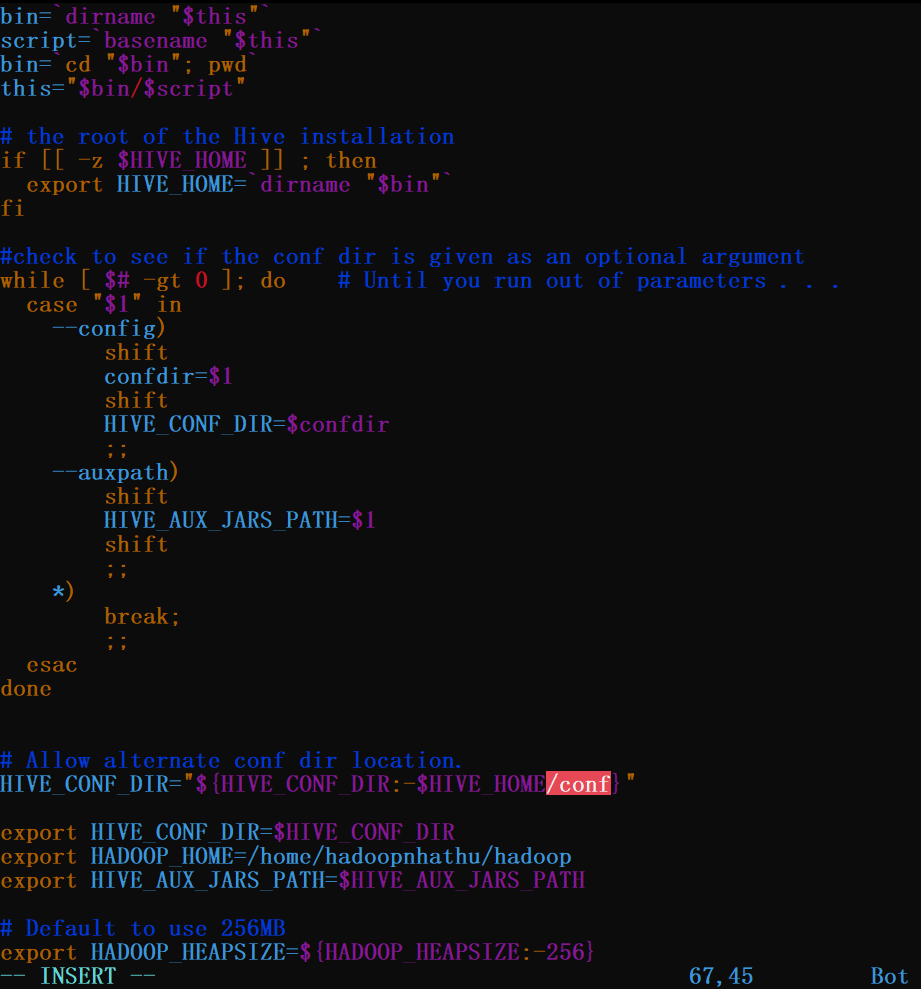 bin=`dirname "$this"`
script=`basename "$this"`
bin=`cd "$bin"; pwd`
this="$bin/$script"

# the root of the Hive installation
if [[ -z $HIVE_HOME ]] ; then
  export HIVE_HOME=`dirname "$bin"`
fi

#check to see if the conf dir is given as an optional argument
while [ $# -gt 0 ]; do    # Until you run out of parameters . . .
  case "$1" in
    --config)
        shift
        confdir=$1
        shift
        HIVE_CONF_DIR=$confdir
        ;;
    --auxpath)
        shift
        HIVE_AUX_JARS_PATH=$1
        shift
        ;;
    *)
        break;
        ;;
  esac
done


# Allow alternate conf dir location.
HIVE_CONF_DIR="${HIVE_CONF_DIR:-$HIVE_HOME/conf}"

export HIVE_CONF_DIR=$HIVE_CONF_DIR
export HADOOP_HOME=/home/hadoopnhathu/hadoop
export HIVE_AUX_JARS_PATH=$HIVE_AUX_JARS_PATH

# Default to use 256MB
export HADOOP_HEAPSIZE=${HADOOP_HEAPSIZE:-256}
-- INSERT --                                         67,45         Bot